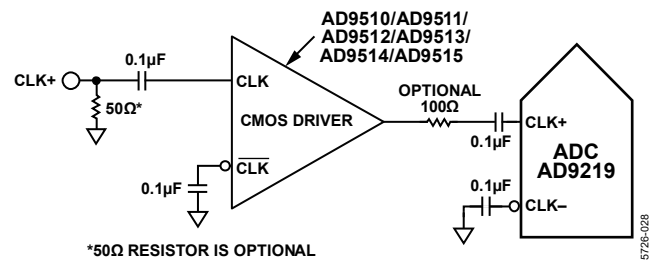 AD9510/AD9511/
AD9512/AD9513/
AD9514/AD9515
0.1µF
CLK+
CLK
50Ω*
OPTIONAL
100Ω
CMOS DRIVER
CLK+
0.1µF
ADC
AD9219
CLK
0.1µF
0.1µF
CLK–
*50Ω RESISTOR IS OPTIONAL
5726-028